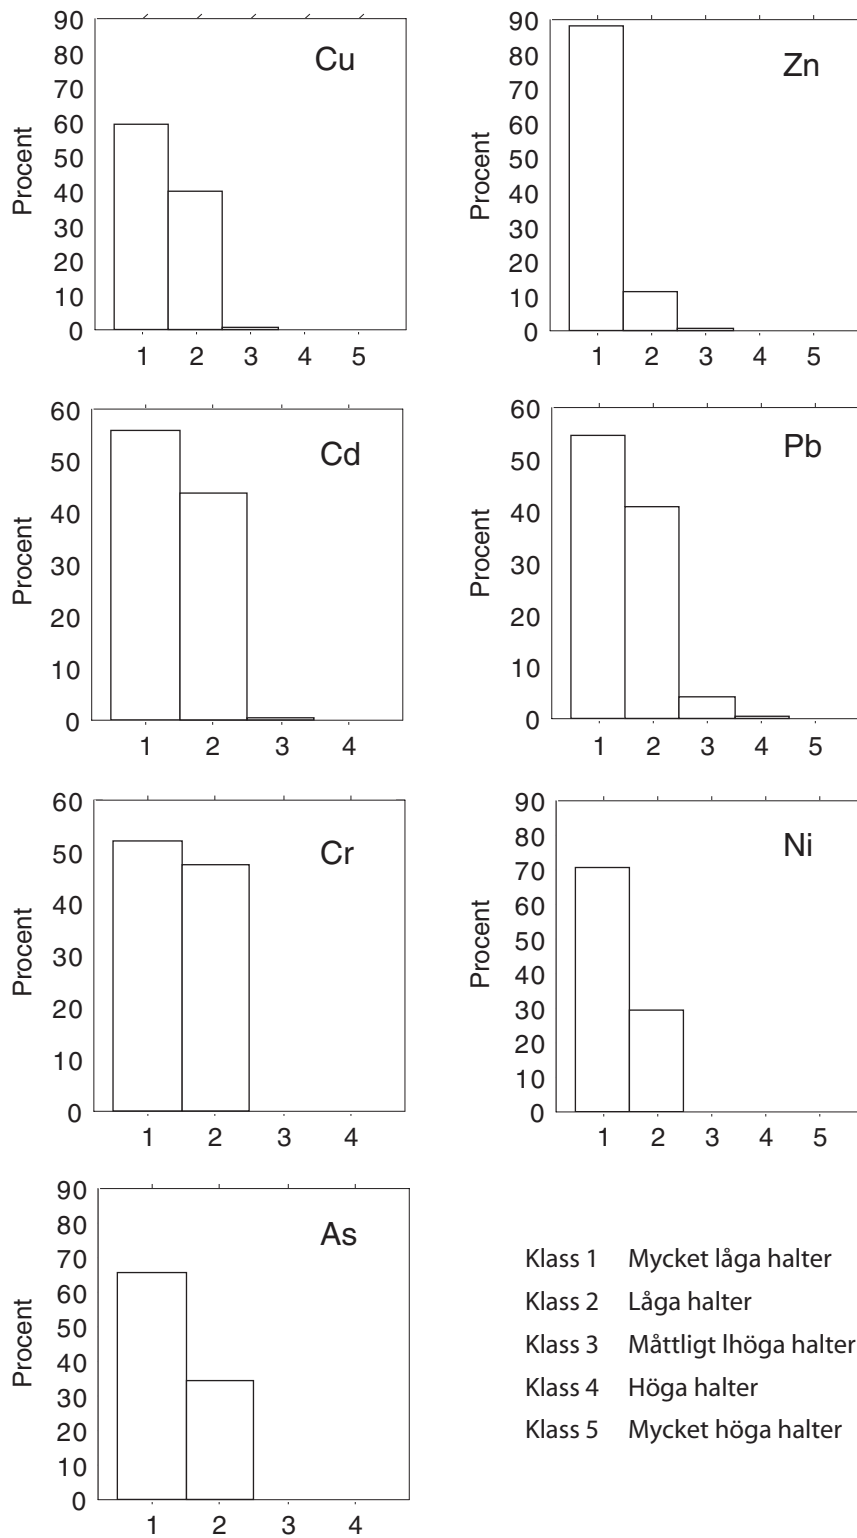 Cu
Procent
90
80
70
60
50
40
30
20
10
0
1 2 3 4 5
Zn
Procent
90
80
70
60
50
40
30
20
10
0
1 2 3 4 5
Cd
Procent
60
50
40
30
20
10
0
1 2 3 4
Pb
Procent
60
50
40
30
20
10
0
1 2 3 4 5
Cr
Procent
60
50
40
30
20
10
0
1 2 3 4
Ni
Procent
90
80
70
60
50
40
30
20
10
0
1 2 3 4 5
As
Procent
90
80
70
60
50
40
30
20
10
0
1 2 3 4
Klass 1 Mycket låga halter
Klass 2 Låga halter
Klass 3 Måttligt lhöga halter
Klass 4 Höga halter
Klass 5 Mycket höga halter